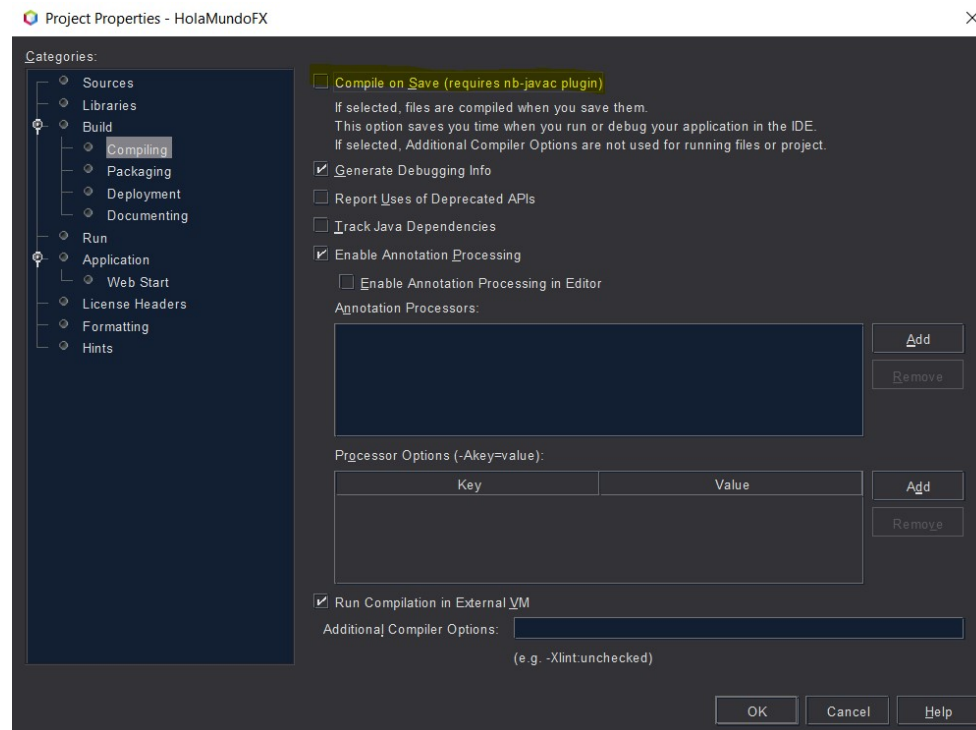 Project Properties - HolaMundoFX
Categories:
Sources
Libraries
Build
Compiling
Packaging
Deployment
Documenting
Run
Application
Web Start
License Headers
Formatting
Hints
Compile on Save (requires nb-javac plugin)
If selected, files are compiled when you save them.
This option saves you time when you run or debug your application in the IDE.
If selected, Additional Compiler Options are not used for running files or project.
Generate Debugging Info
Report Uses of Deprecated APIs
Track Java Dependencies
Enable Annotation Processing
Enable Annotation Processing in Editor
Annotation Processors:
Add
Remove
Processor Options (-Akey=value):
Key Value
Add
Remove
Run Compilation in External VM
Additional Compiler Options:
(e.g. -Xlint:unchecked)
OK Cancel Help